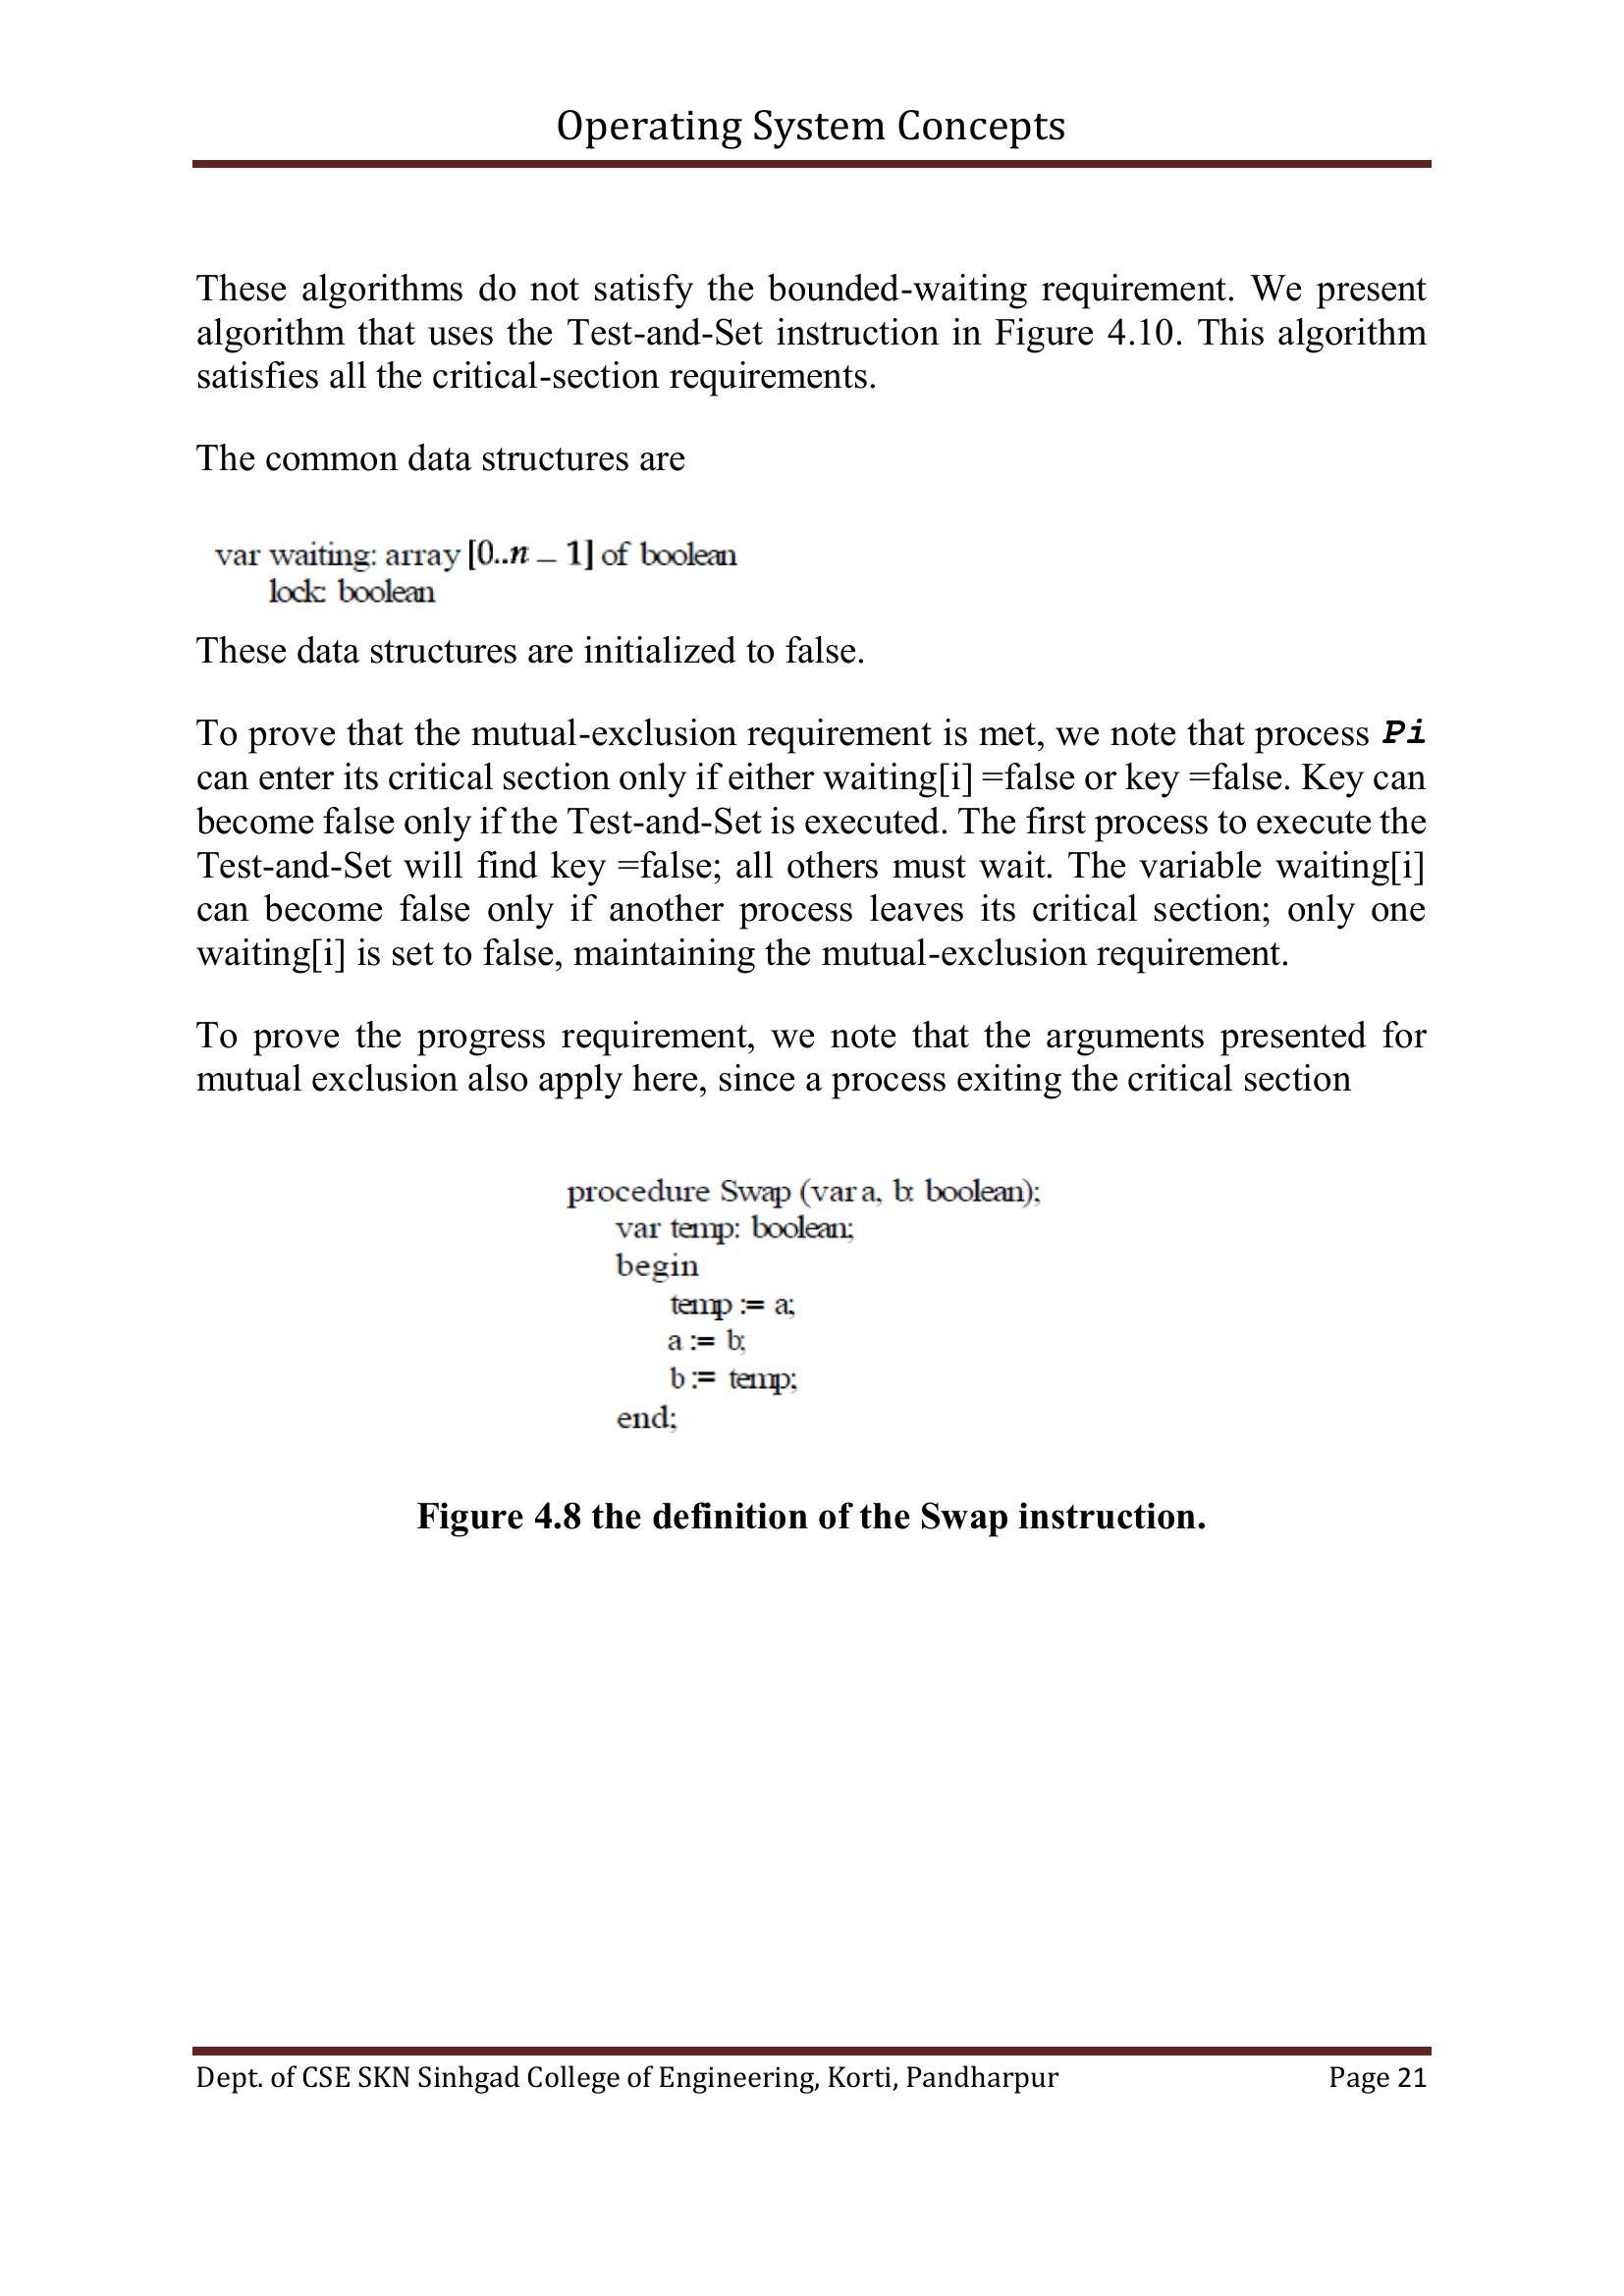 Operating System Concepts
These algorithms do not satisfy the bounded-waiting requirement. We present
algorithm that uses the Test-and-Set instruction in Figure 4.10. This algorithm
satisfies all the critical-section requirements.
The common data structures are
var waiting: array [0..n – 1] of boolean
lock: boolean
These data structures are initialized to false.
To prove that the mutual-exclusion requirement is met, we note that process Pi
can enter its critical section only if either waiting[i] =false or key =false. Key can
become false only if the Test-and-Set is executed. The first process to execute the
Test-and-Set will find key =false; all others must wait. The variable waiting[i]
can become false only if another process leaves its critical section; only one
waiting[i] is set to false, maintaining the mutual-exclusion requirement.
To prove the progress requirement, we note that the arguments presented for
mutual exclusion also apply here, since a process exiting the critical section
procedure Swap (var a, b: boolean);
var temp: boolean;
begin
temp := a;
a := b;
b := temp;
end;
Figure 4.8 the definition of the Swap instruction.
Dept. of CSE SKN Sinhgad College of Engineering, Korti, Pandharpur Page 21